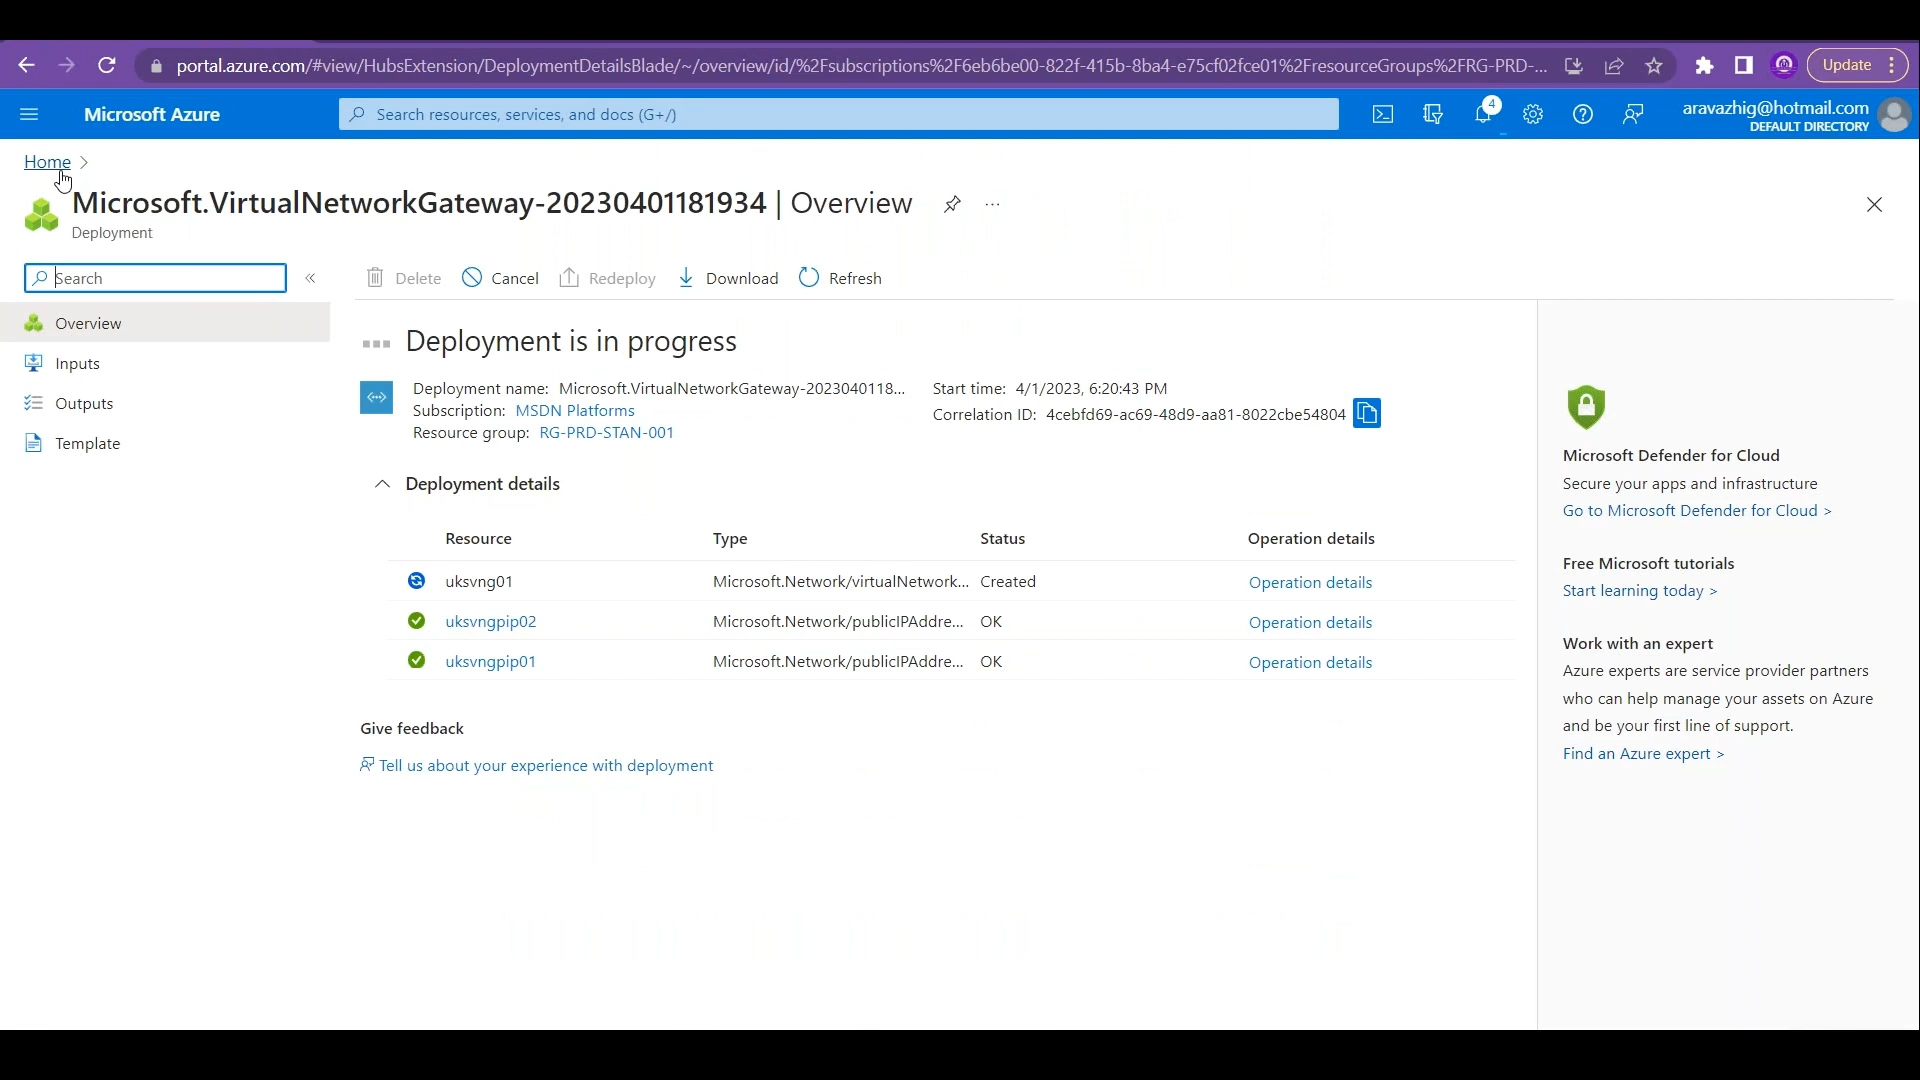 portal.azure.com/#view/HubsExtension/DeploymentDetailsBlade/~/overview/id/%2Fsubscriptions%2F6eb6be00-822f-415b-8ba4-e75cf02fce01%2FresourceGroups%2FRG-PRD-...
Update
Microsoft Azure
Search resources, services, and docs (G+/)
4
aravazhig@hotmail.com
DEFAULT DIRECTORY
Home
Microsoft.VirtualNetworkGateway-20230401181934 | Overview
...
Deployment
Search
«
Delete
Cancel
Redeploy
Download
Refresh
Overview
Inputs
Outputs
Template
Deployment is in progress
Deployment name: Microsoft.VirtualNetworkGateway-2023040118...
Subscription: MSDN Platforms
Resource group: RG-PRD-STAN-001
Start time: 4/1/2023, 6:20:43 PM
Correlation ID: 4cebfd69-ac69-48d9-aa81-8022cbe54804
Deployment details
Resource Type Status Operation details
uksvng01 Microsoft.Network/virtualNetwork... Created Operation details
uksvngpip02 Microsoft.Network/publicIPAddre... OK Operation details
uksvngpip01 Microsoft.Network/publicIPAddre... OK Operation details
Give feedback
Tell us about your experience with deployment
Microsoft Defender for Cloud
Secure your apps and infrastructure
Go to Microsoft Defender for Cloud >
Free Microsoft tutorials
Start learning today >
Work with an expert
Azure experts are service provider partners
who can help manage your assets on Azure
and be your first line of support.
Find an Azure expert >